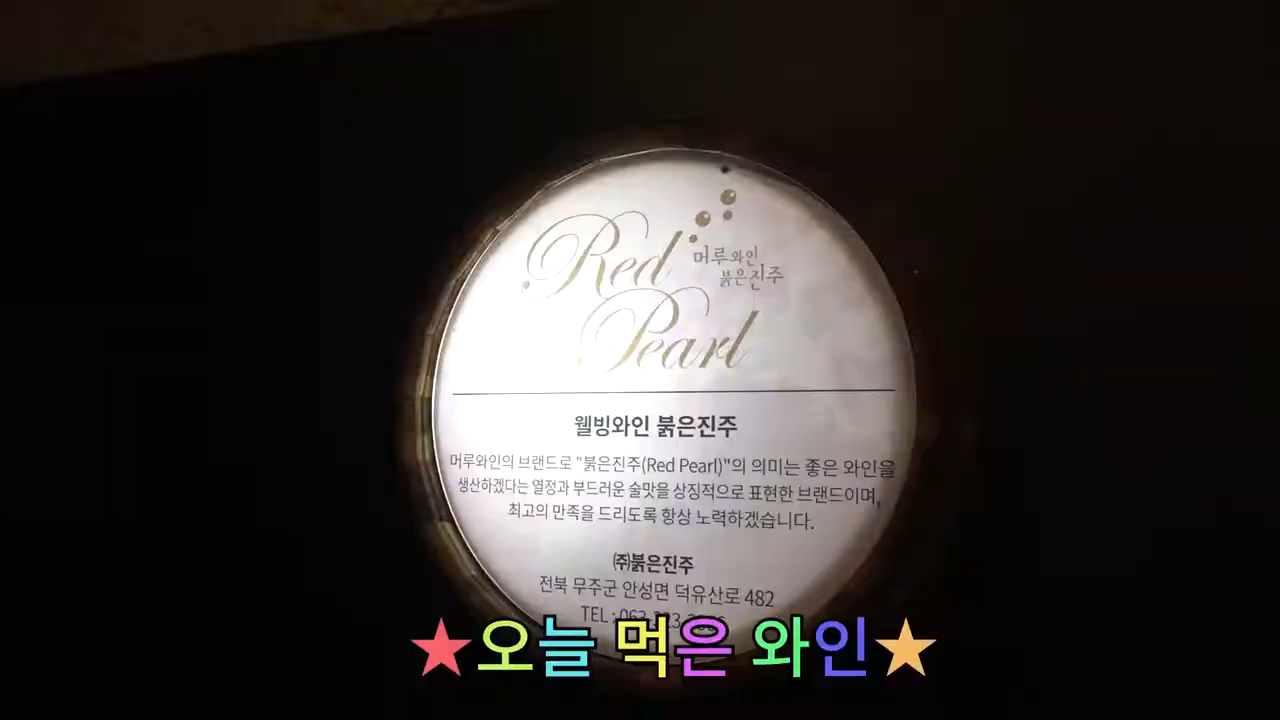 Red
머루와인
붉은진주
Pearl
웰빙와인 붉은진주
머루와인의 브랜드로 "붉은진주(Red Pearl)"의 의미는 좋은 와인을
생산하겠다는 열정과 부드러운 술맛을 상징적으로 표현한 브랜드이며,
최고의 만족을 드리도록 항상 노력하겠습니다.
㈜붉은진주
전북 무주군 안성면 덕유산로 482
TEL :
★오늘 먹은 와인★